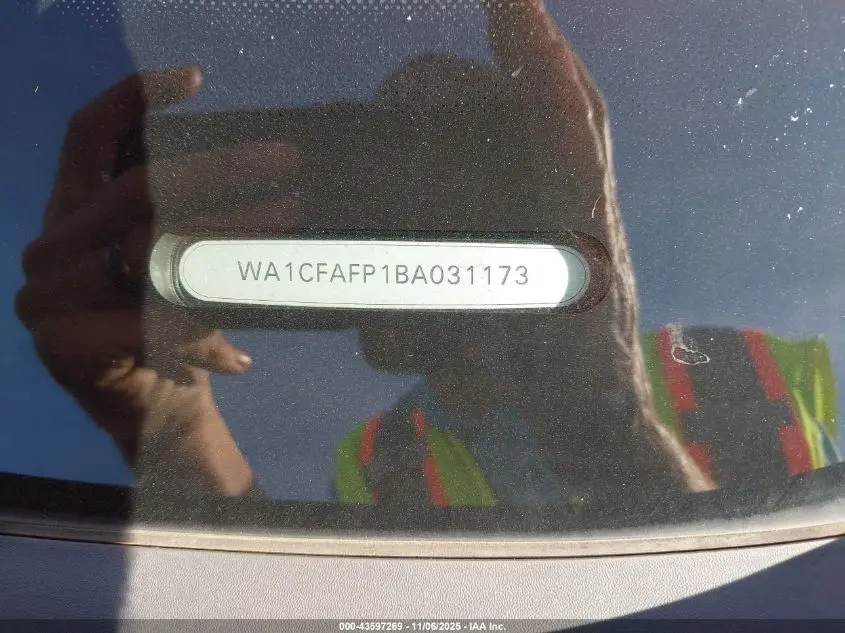 WA1CFAFP1BA031173
000-43597269 - 11/06/2025 - IAA Inc.